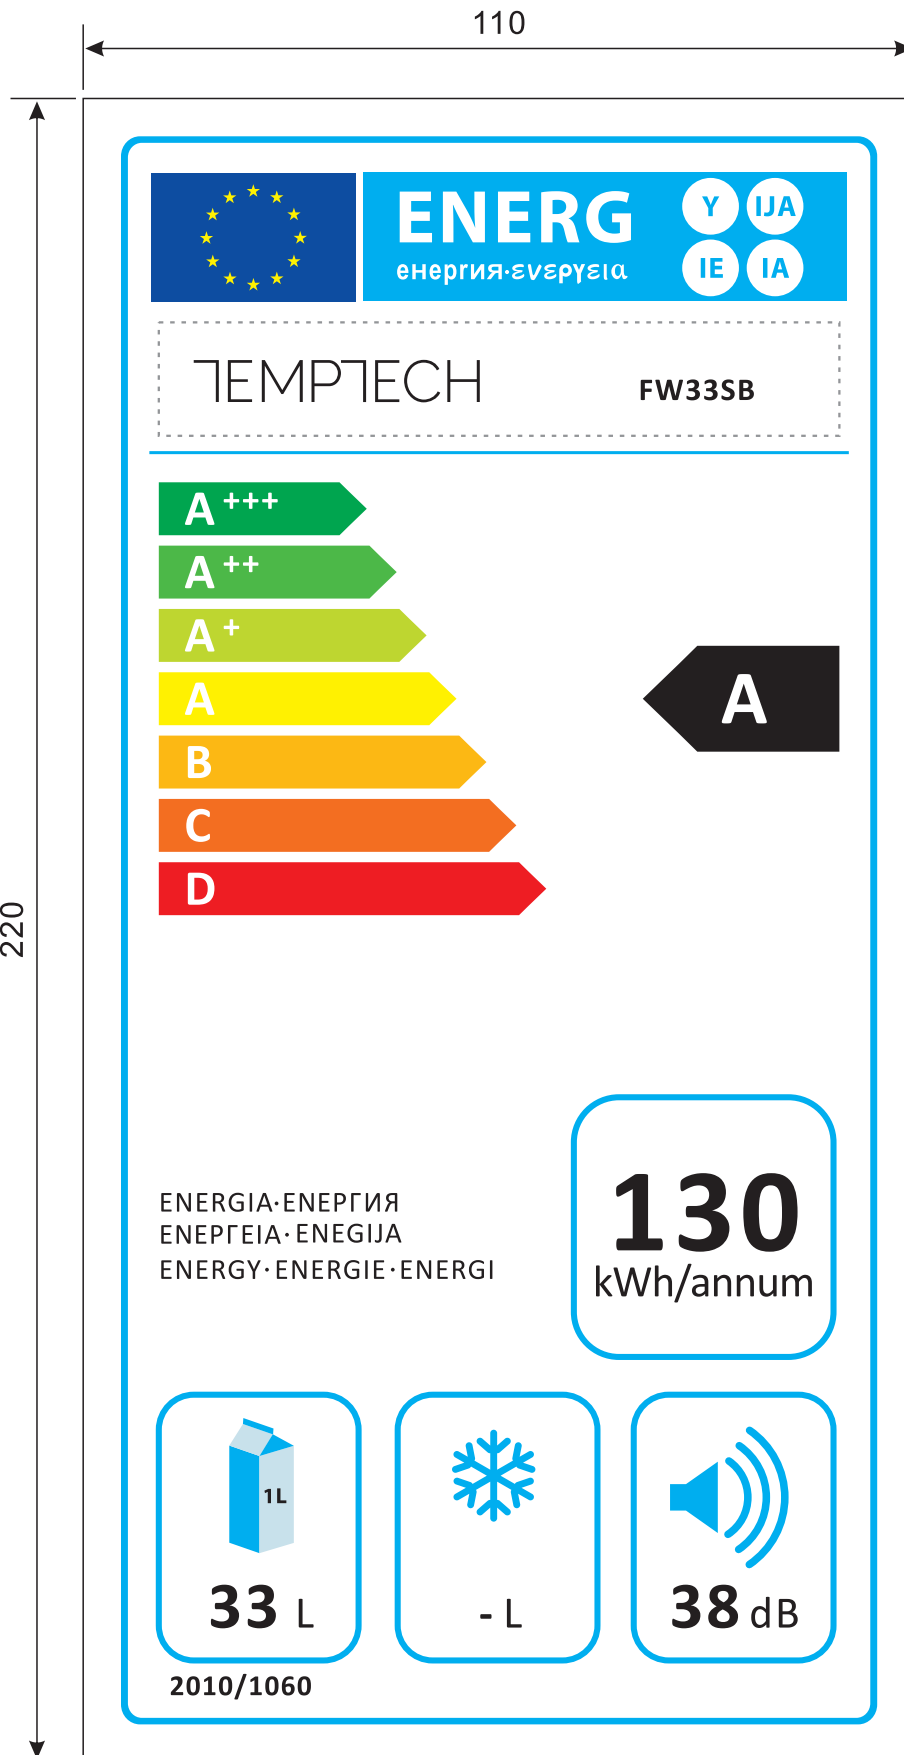 110
220
ENERG
енергия·ενεργεια
Y IJA
IE IA
TEMPTECH FW33SB
A+++
A++
A+
A
A
B
C
D
ENERGIA·ЕНЕРГИЯ
ΕΝΕΡΓΕΙΑ·ENEGIJA
ENERGY·ENERGIE·ENERGI
130
kWh/annum
1L
33 L
- L
38 dB
2010/1060